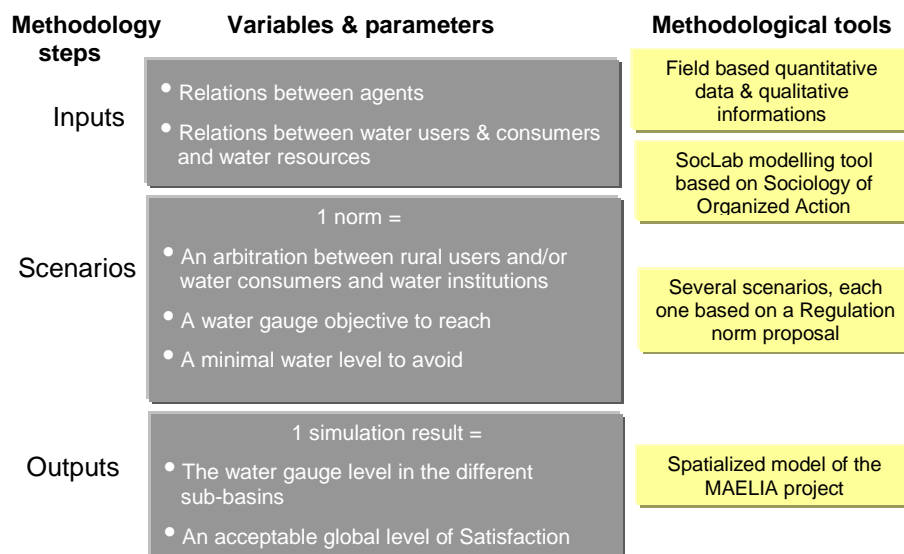 Methodology
steps
Variables & parameters
Methodological tools
Inputs
• Relations between agents
• Relations between water users & consumers
and water resources
Field based quantitative
data & qualitative
informations
SocLab modelling tool
based on Sociology of
Organized Action
Scenarios
1 norm =
• An arbitration between rural users and/or
water consumers and water institutions
• A water gauge objective to reach
• A minimal water level to avoid
Several scenarios, each
one based on a Regulation
norm proposal
Outputs
1 simulation result =
• The water gauge level in the different
sub-basins
• An acceptable global level of Satisfaction
Spatialized model of the
MAELIA project